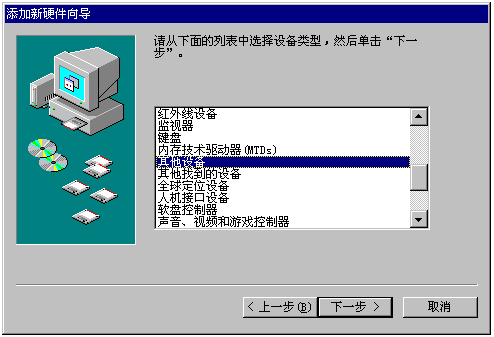 添加新硬件向导
请从下面的列表中选择设备类型，然后单击“下一
步”。
红外线设备
监视器
键盘
内存技术驱动器(MTDs)
其他设备
其他找到的设备
全球定位设备
人机接口设备
软盘控制器
声音、视频和游戏控制器
< 上一步(B)
下一步 >
取消